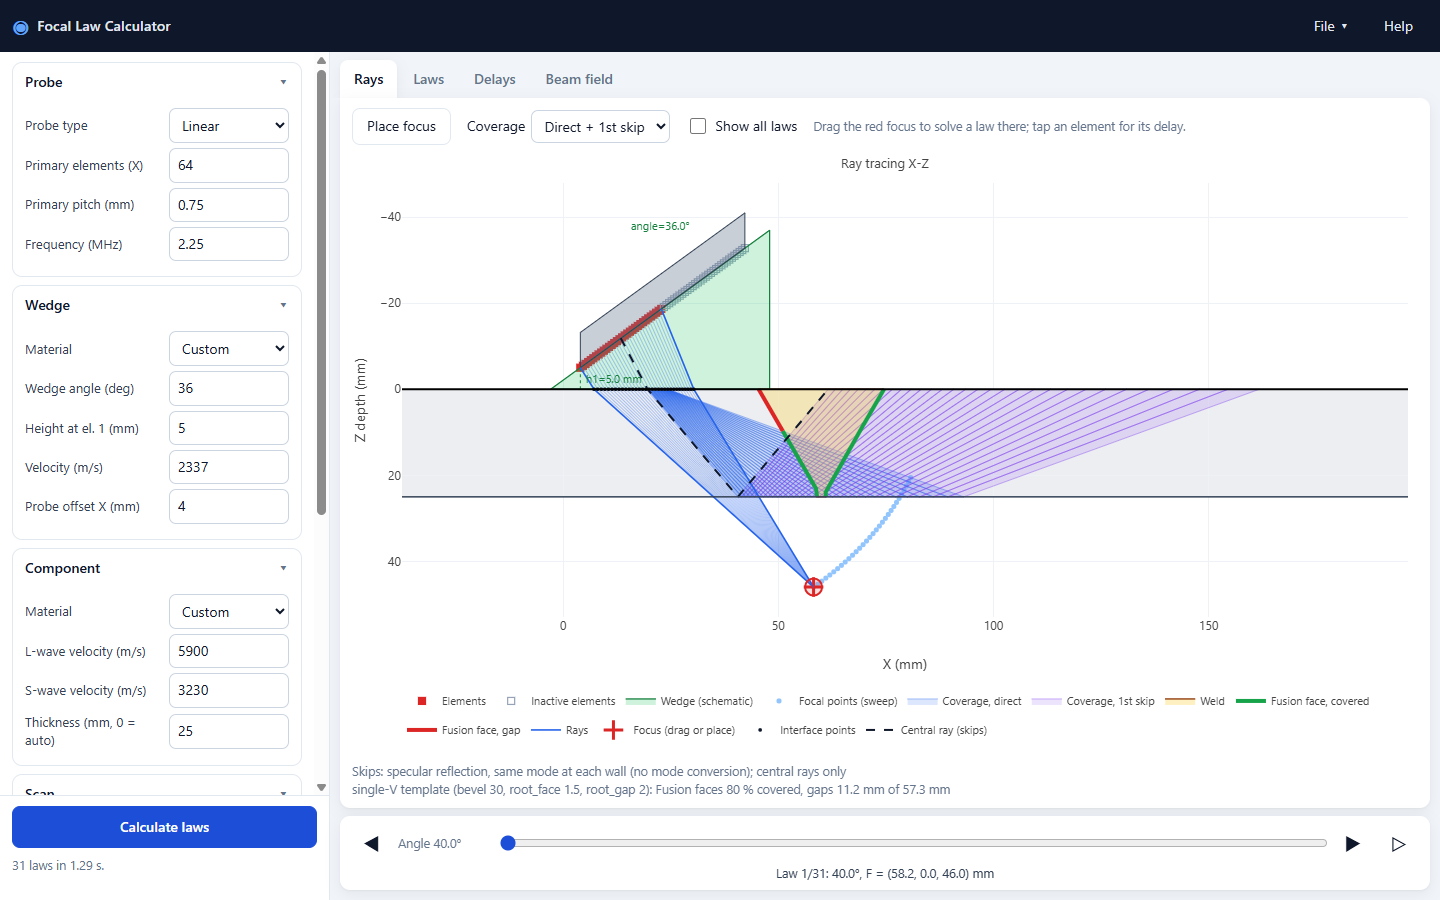 Focal Law Calculator
File ▼
Help
Probe
Probe type
Linear
Primary elements (X)
64
Primary pitch (mm)
0.75
Frequency (MHz)
2.25
Wedge
Material
Custom
Wedge angle (deg)
36
Height at el. 1 (mm)
5
Velocity (m/s)
2337
Probe offset X (mm)
4
Component
Material
Custom
L-wave velocity (m/s)
5900
S-wave velocity (m/s)
3230
Thickness (mm, 0 =
auto)
25
Scan
Calculate laws
31 laws in 1.29 s.
Rays
Laws
Delays
Beam field
Place focus
Coverage
Direct + 1st skip
Show all laws
Drag the red focus to solve a law there; tap an element for its delay.
Ray tracing X-Z
angle=36.0°
h1=5.0 mm
Z depth (mm)
−40
−20
0
20
40
0
50
100
150
X (mm)
Elements
Inactive elements
Wedge (schematic)
Focal points (sweep)
Coverage, direct
Coverage, 1st skip
Weld
Fusion face, covered
Fusion face, gap
Rays
Focus (drag or place)
Interface points
Central ray (skips)
Skips: specular reflection, same mode at each wall (no mode conversion); central rays only
single-V template (bevel 30, root_face 1.5, root_gap 2): Fusion faces 80 % covered, gaps 11.2 mm of 57.3 mm
Angle 40.0°
Law 1/31: 40.0°, F = (58.2, 0.0, 46.0) mm